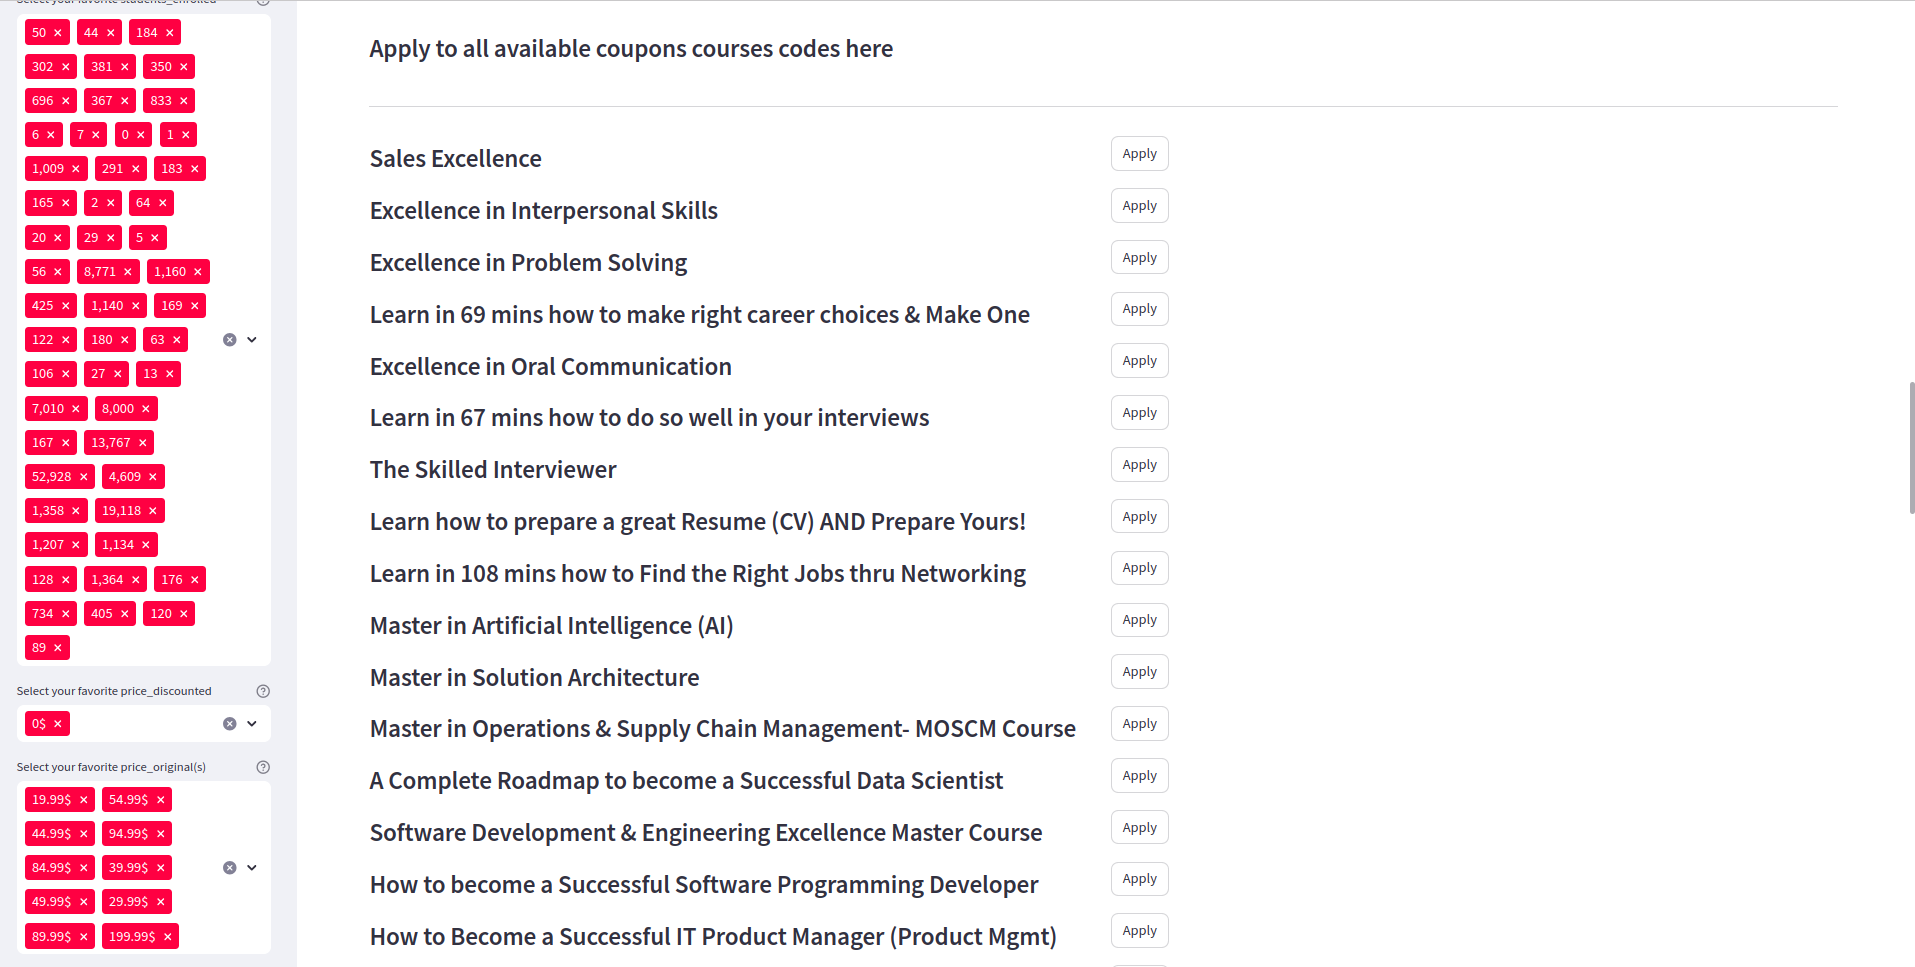 Select your favorite students_enrolled
50 × 44 × 184 ×
302 × 381 × 350 ×
696 × 367 × 833 ×
6 × 7 × 0 × 1 ×
1,009 × 291 × 183 ×
165 × 2 × 64 ×
20 × 29 × 5 ×
56 × 8,771 × 1,160 ×
425 × 1,140 × 169 ×
122 × 180 × 63 ×
106 × 27 × 13 ×
7,010 × 8,000 ×
167 × 13,767 ×
52,928 × 4,609 ×
1,358 × 19,118 ×
1,207 × 1,134 ×
128 × 1,364 × 176 ×
734 × 405 × 120 ×
89 ×
Select your favorite price_discounted
0$ ×
Select your favorite price_original(s)
19.99$ × 54.99$ ×
44.99$ × 94.99$ ×
84.99$ × 39.99$ ×
49.99$ × 29.99$ ×
89.99$ × 199.99$ ×
Apply to all available coupons courses codes here
Sales Excellence Apply
Excellence in Interpersonal Skills Apply
Excellence in Problem Solving Apply
Learn in 69 mins how to make right career choices & Make One Apply
Excellence in Oral Communication Apply
Learn in 67 mins how to do so well in your interviews Apply
The Skilled Interviewer Apply
Learn how to prepare a great Resume (CV) AND Prepare Yours! Apply
Learn in 108 mins how to Find the Right Jobs thru Networking Apply
Master in Artificial Intelligence (AI) Apply
Master in Solution Architecture Apply
Master in Operations & Supply Chain Management- MOSCM Course Apply
A Complete Roadmap to become a Successful Data Scientist Apply
Software Development & Engineering Excellence Master Course Apply
How to become a Successful Software Programming Developer Apply
How to Become a Successful IT Product Manager (Product Mgmt) Apply